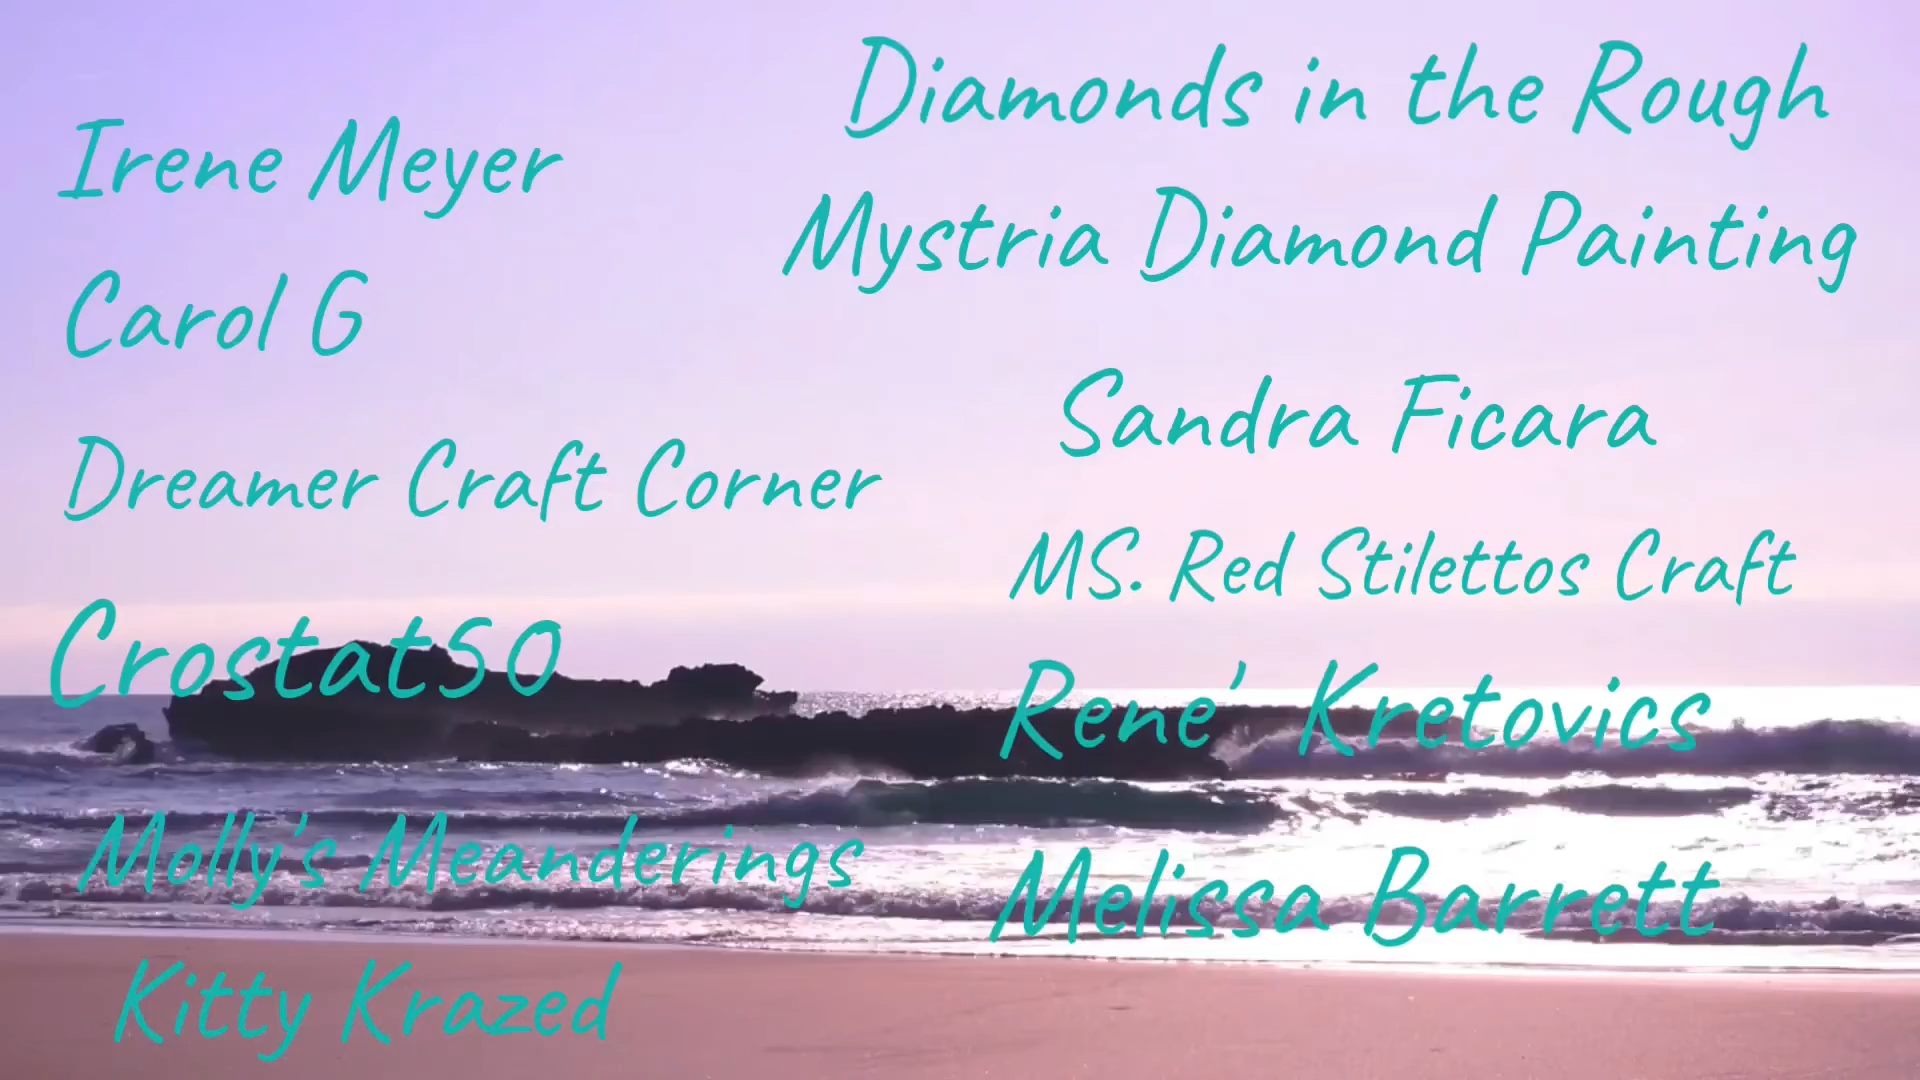 Irene Meyer
Carol G
Dreamer Craft Corner
Crostat50
Molly's Meanderings
Kitty Krazed
Diamonds in the Rough
Mystria Diamond Painting
Sandra Ficara
MS. Red Stilettos Craft
Rene' Kretovics
Melissa Barrett